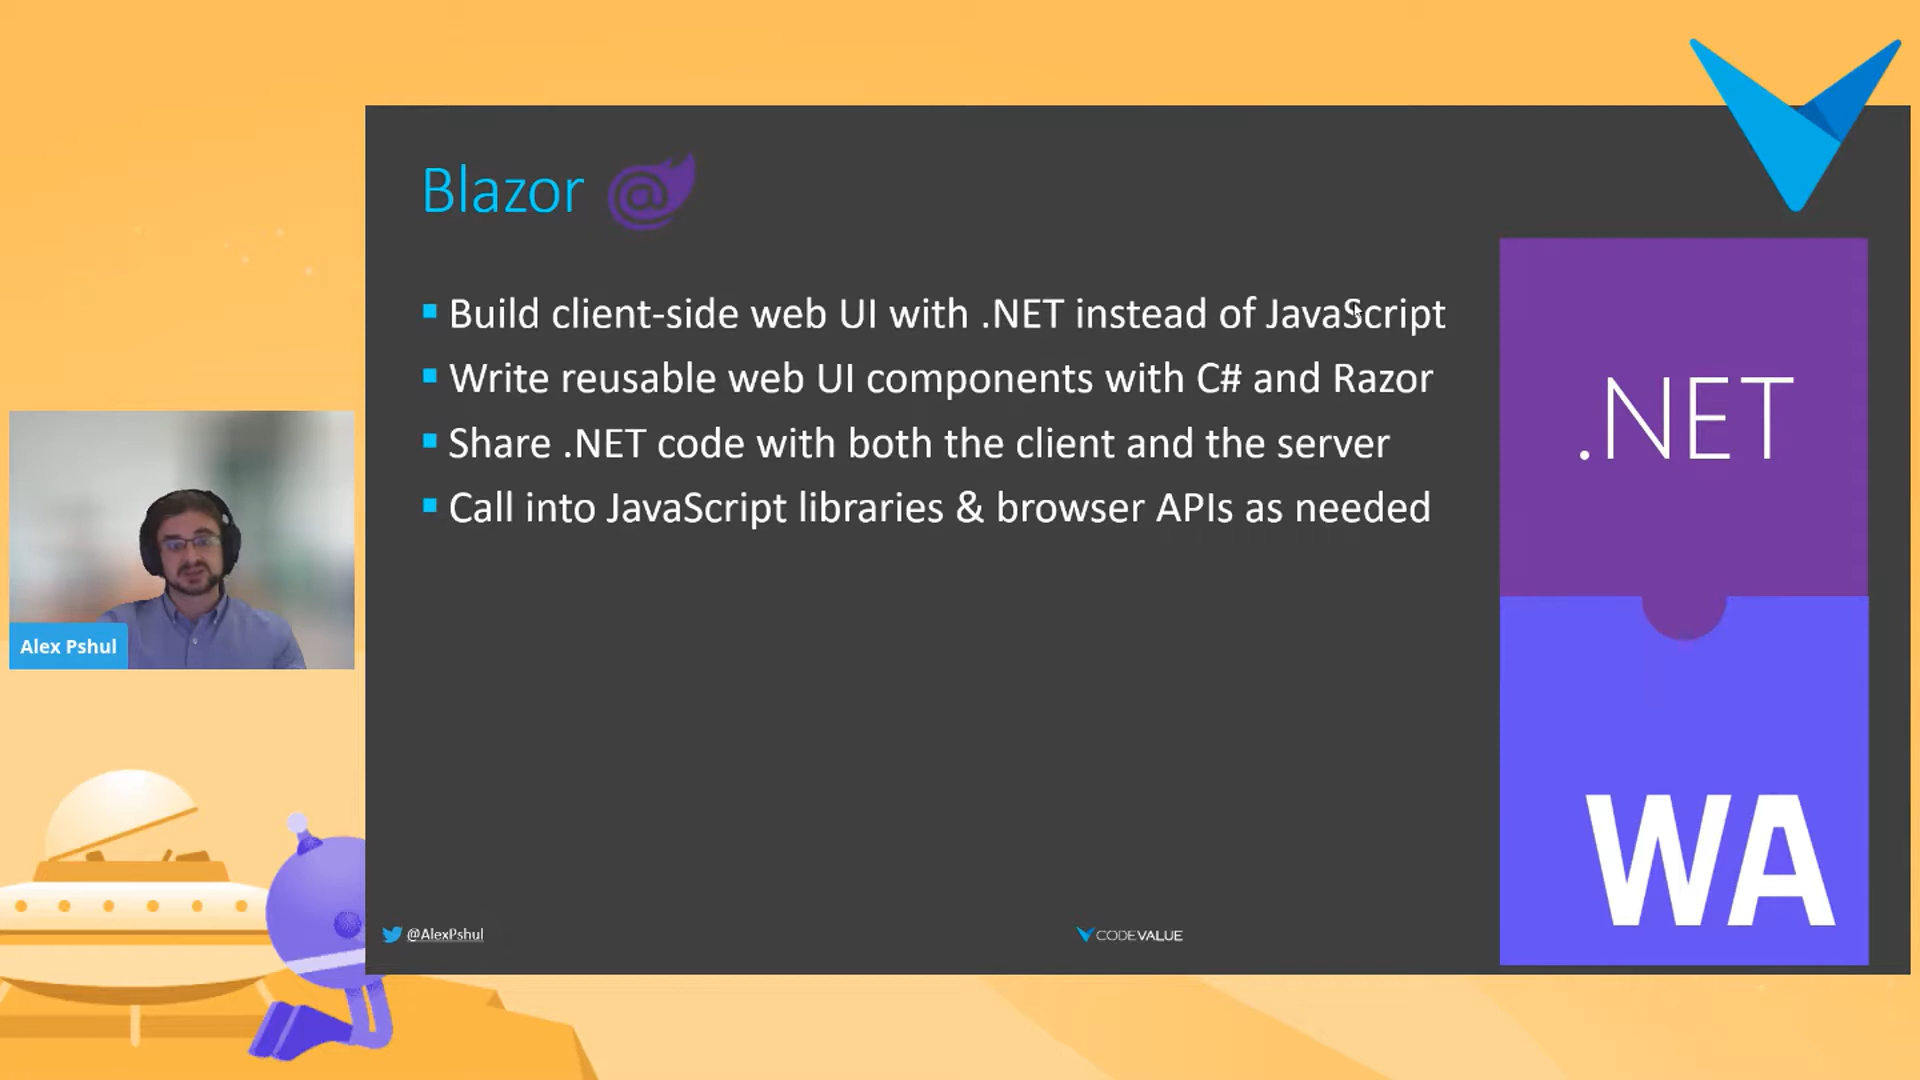 Blazor
Build client-side web UI with .NET instead of JavaScript
Write reusable web UI components with C# and Razor
Share .NET code with both the client and the server
Call into JavaScript libraries & browser APIs as needed
.NET
WA
Alex Pshul
@AlexPshul
CODEVALUE